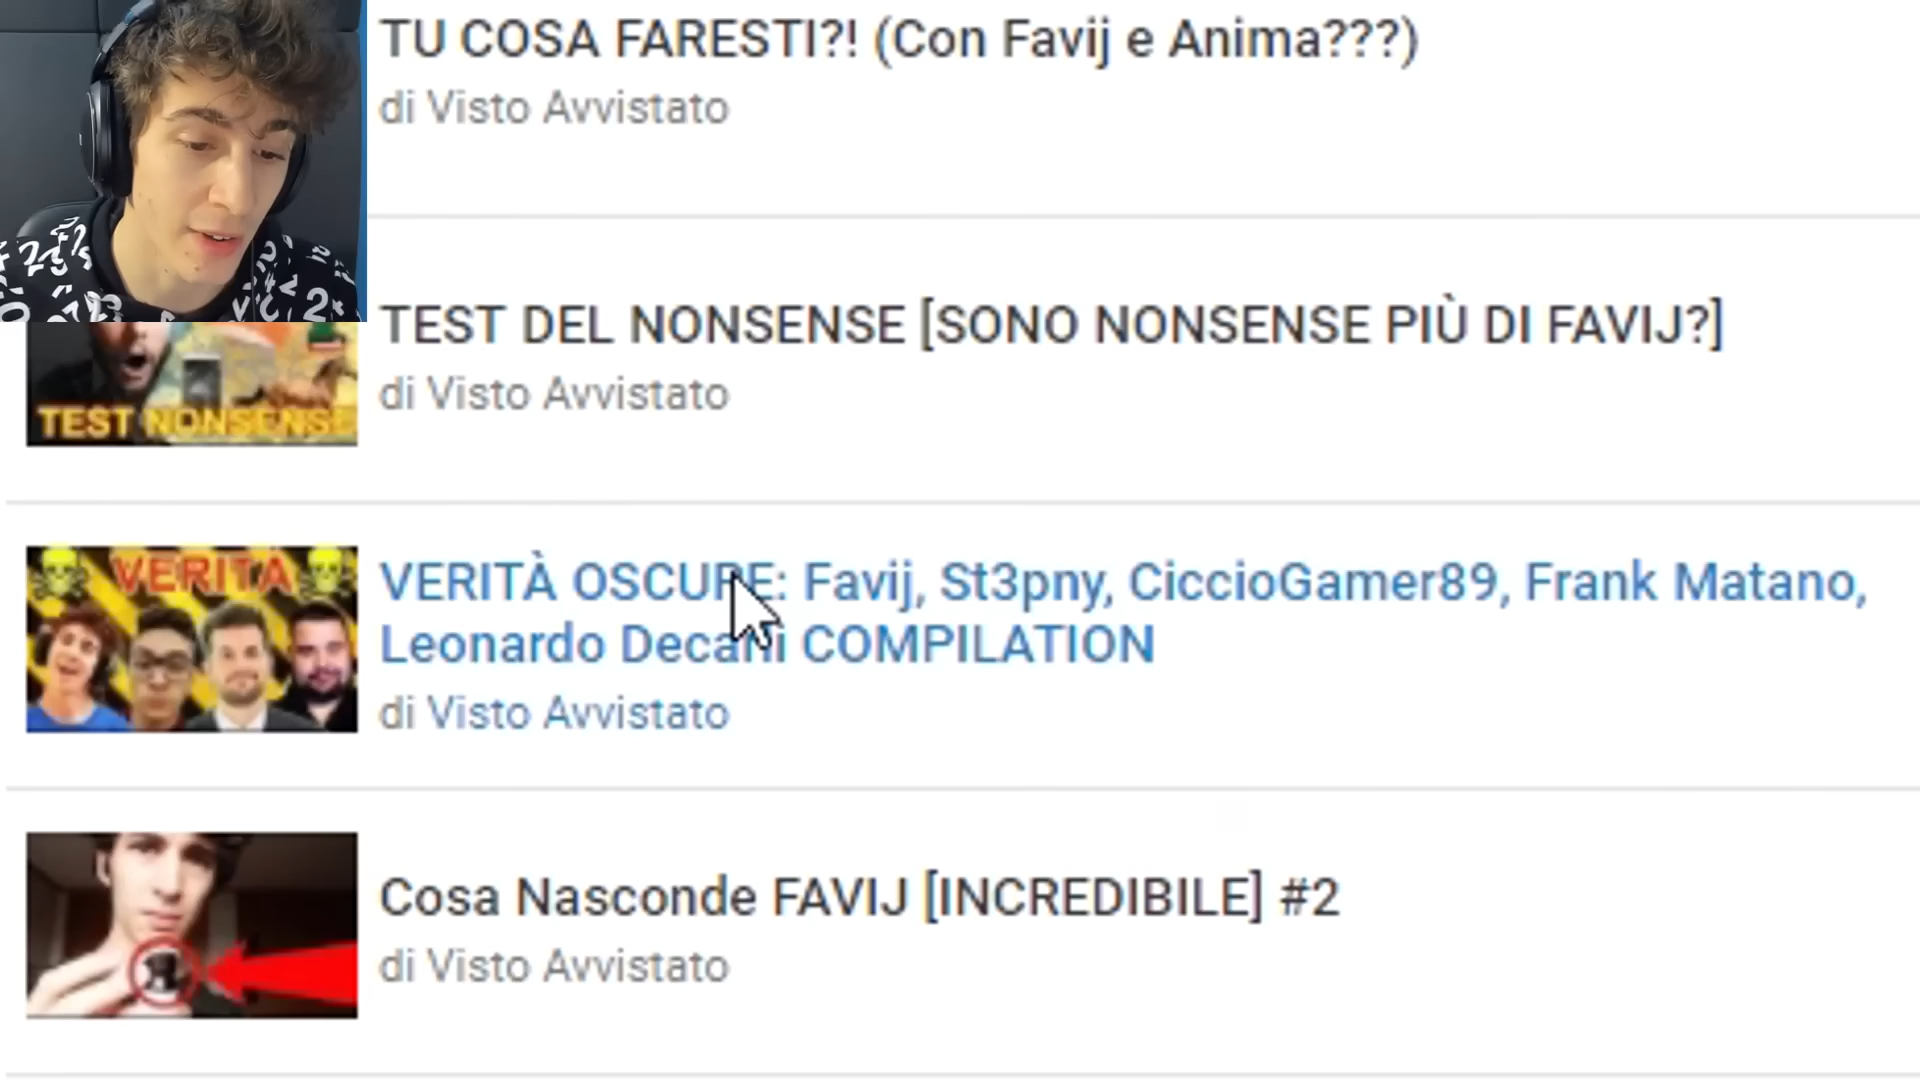 TU COSA FARESTI?! (Con Favij e Anima???)
di Visto Avvistato
TEST DEL NONSENSE [SONO NONSENSE PIÙ DI FAVIJ?]
di Visto Avvistato
TEST NONSENSE
VERITÀ OSCURE: Favij, St3pny, CiccioGamer89, Frank Matano,
Leonardo Decarli COMPILATION
di Visto Avvistato
VERITÀ
Cosa Nasconde FAVIJ [INCREDIBILE] #2
di Visto Avvistato